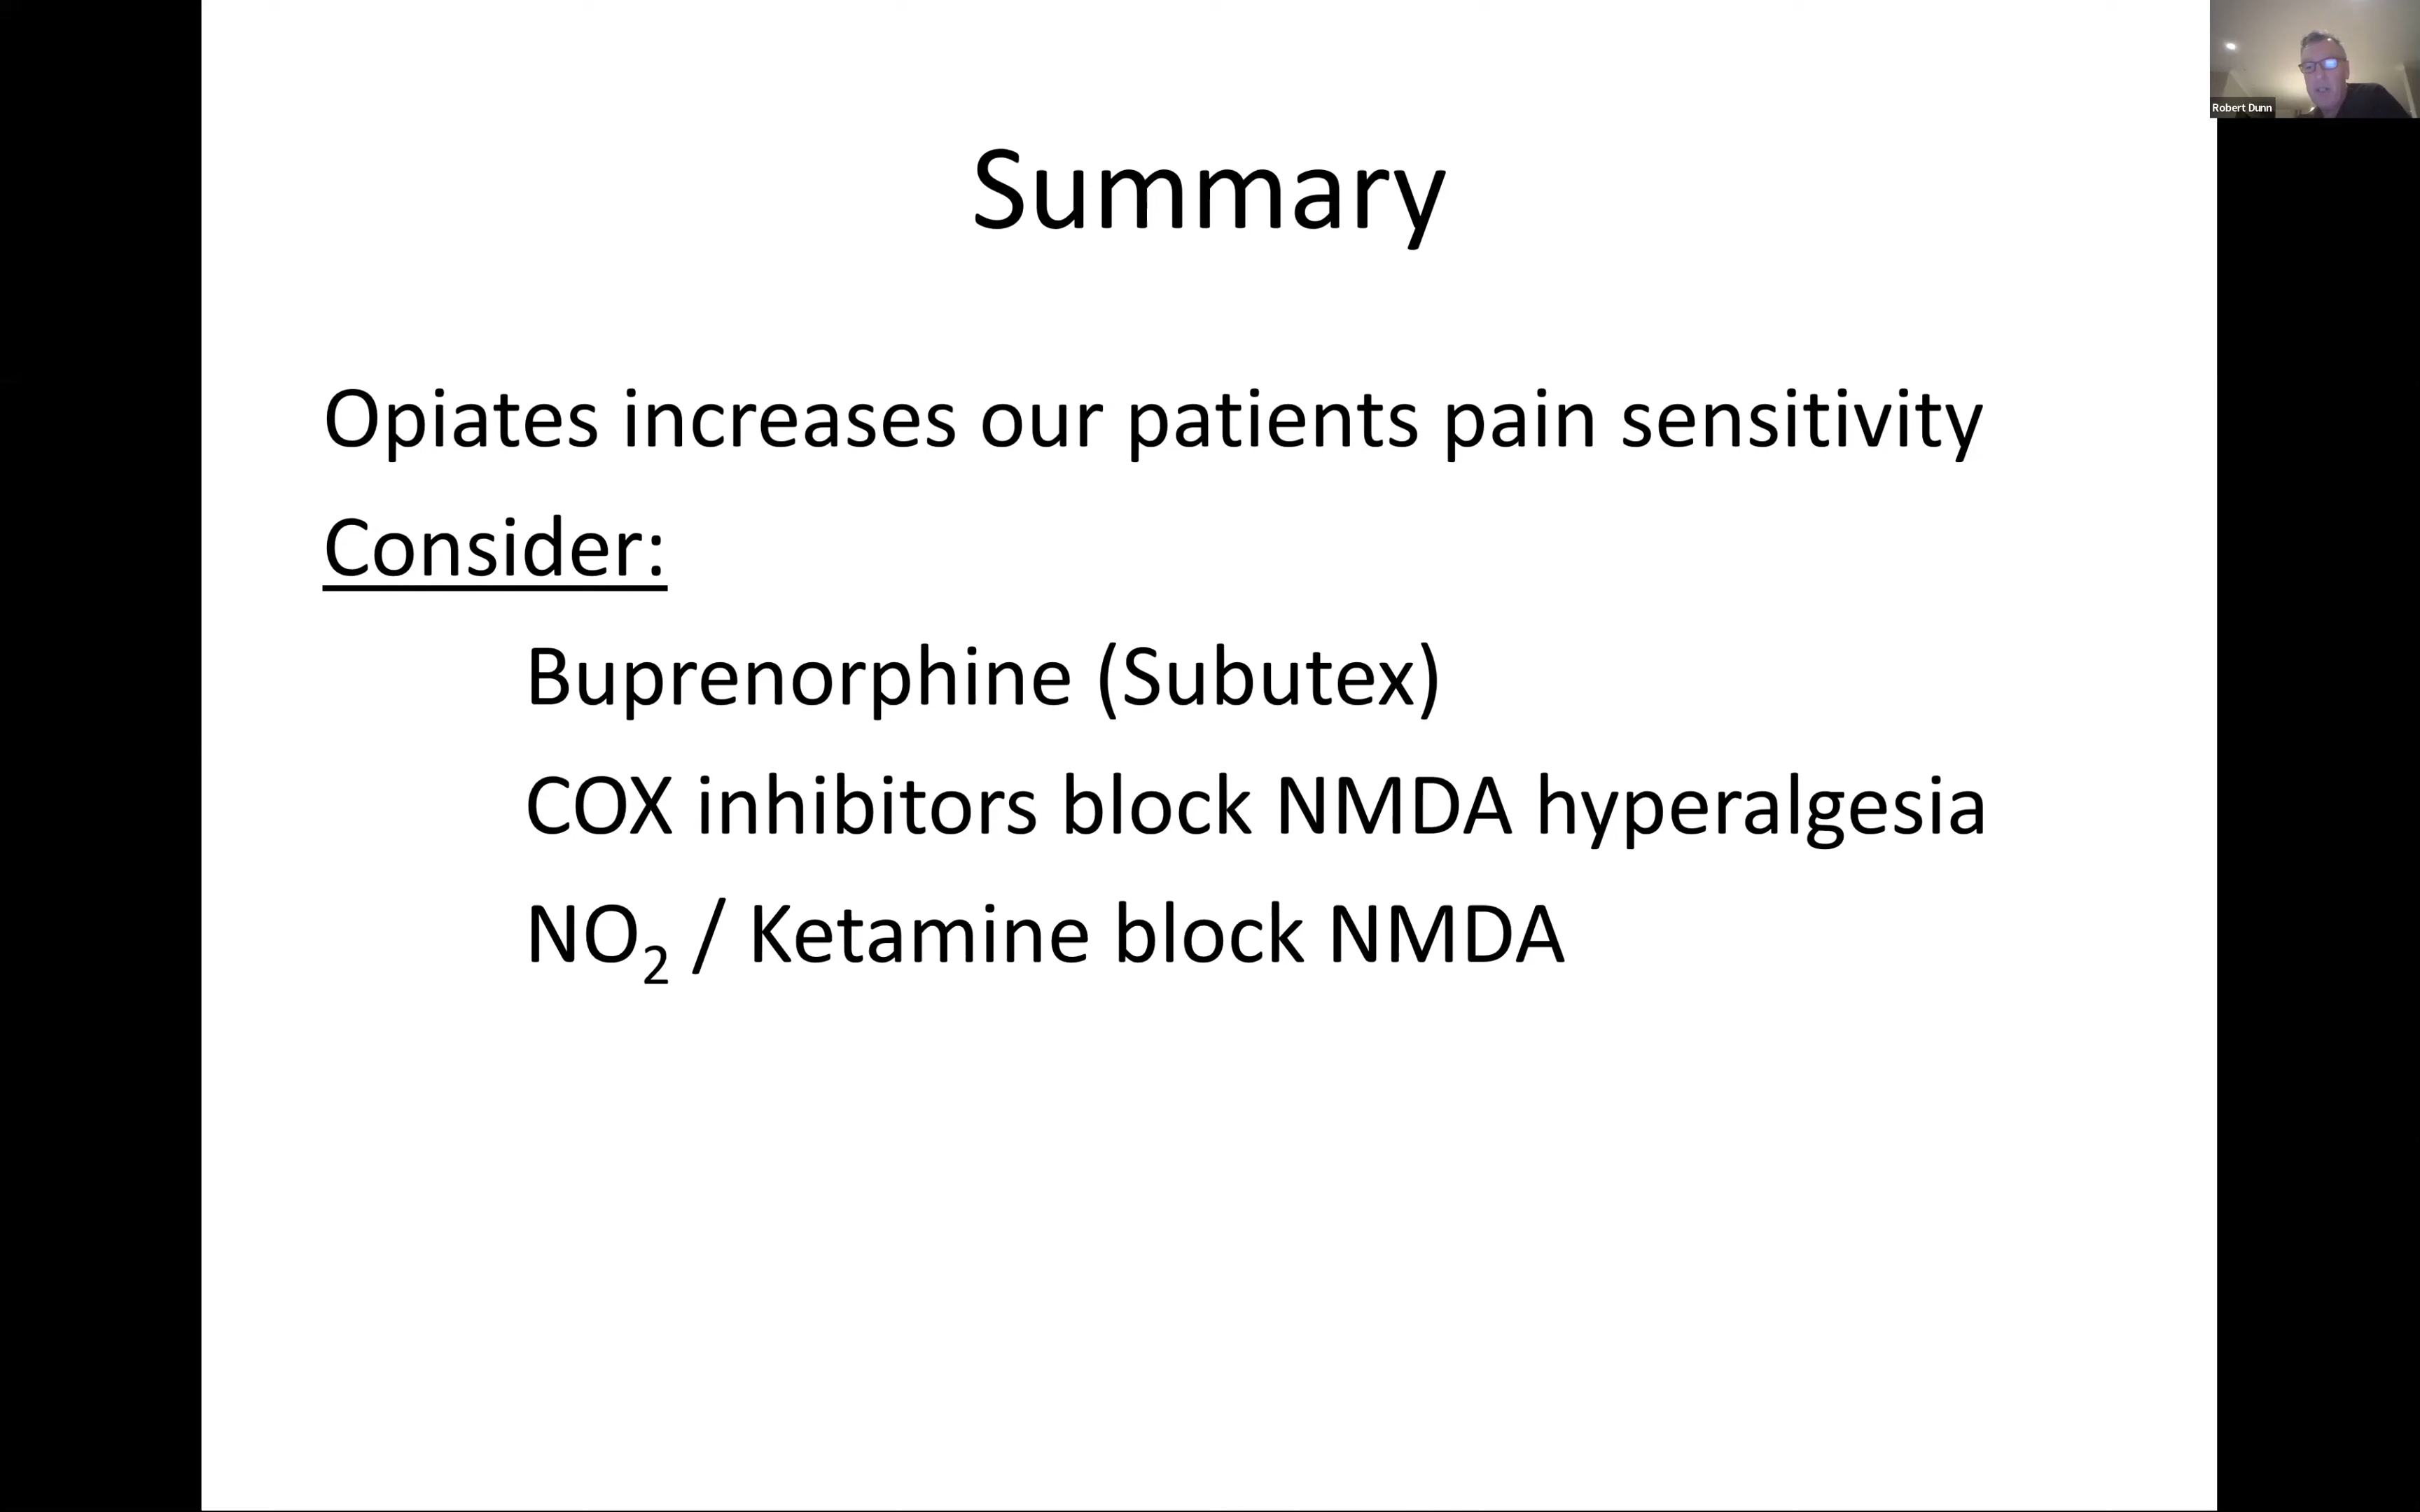 Robert Dunn
Summary
Opiates increases our patients pain sensitivity
Consider:
Buprenorphine (Subutex)
COX inhibitors block NMDA hyperalgesia
NO₂ / Ketamine block NMDA